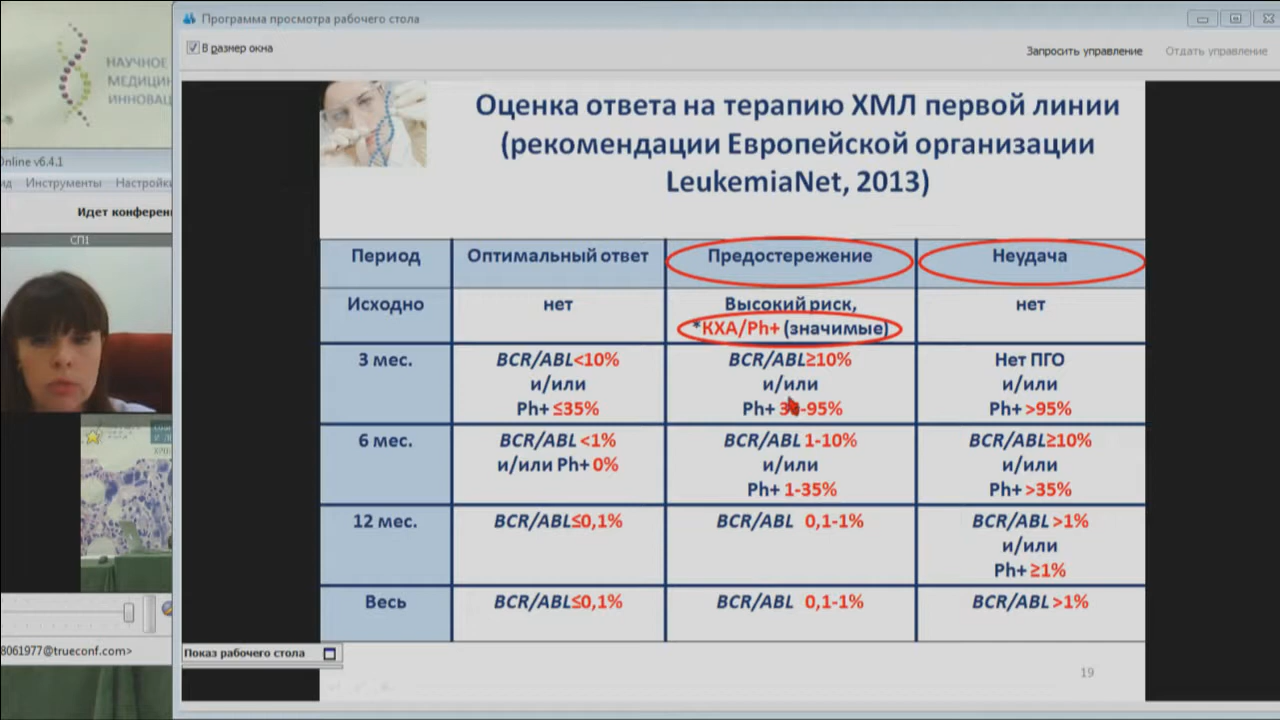 Программа просмотра рабочего стола
В размер окна
Запросить управление
Отдать управление
НАУЧНОЕ
МЕДИЦИН
ИННОВАЦ
Online v6.4.1
ид Инструменты Настройки
Идет конферен
СП1
8061977@trueconf.com>
Показ рабочего стола
Оценка ответа на терапию ХМЛ первой линии
(рекомендации Европейской организации
LeukemiaNet, 2013)
Период Оптимальный ответ Предостережение Неудача
Исходно нет Высокий риск, нет
*КХА/Ph+ (значимые)
3 мес. BCR/ABL<10% BCR/ABL≥10% Нет ПГО
и/или и/или и/или
Ph+ ≤35% Ph+ 3 -95% Ph+ >95%
6 мес. BCR/ABL <1% BCR/ABL 1-10% BCR/ABL≥10%
и/или Ph+ 0% и/или и/или
Ph+ 1-35% Ph+ >35%
12 мес. BCR/ABL≤0,1% BCR/ABL 0,1-1% BCR/ABL >1%
и/или
Ph+ ≥1%
Весь BCR/ABL≤0,1% BCR/ABL 0,1-1% BCR/ABL >1%
19